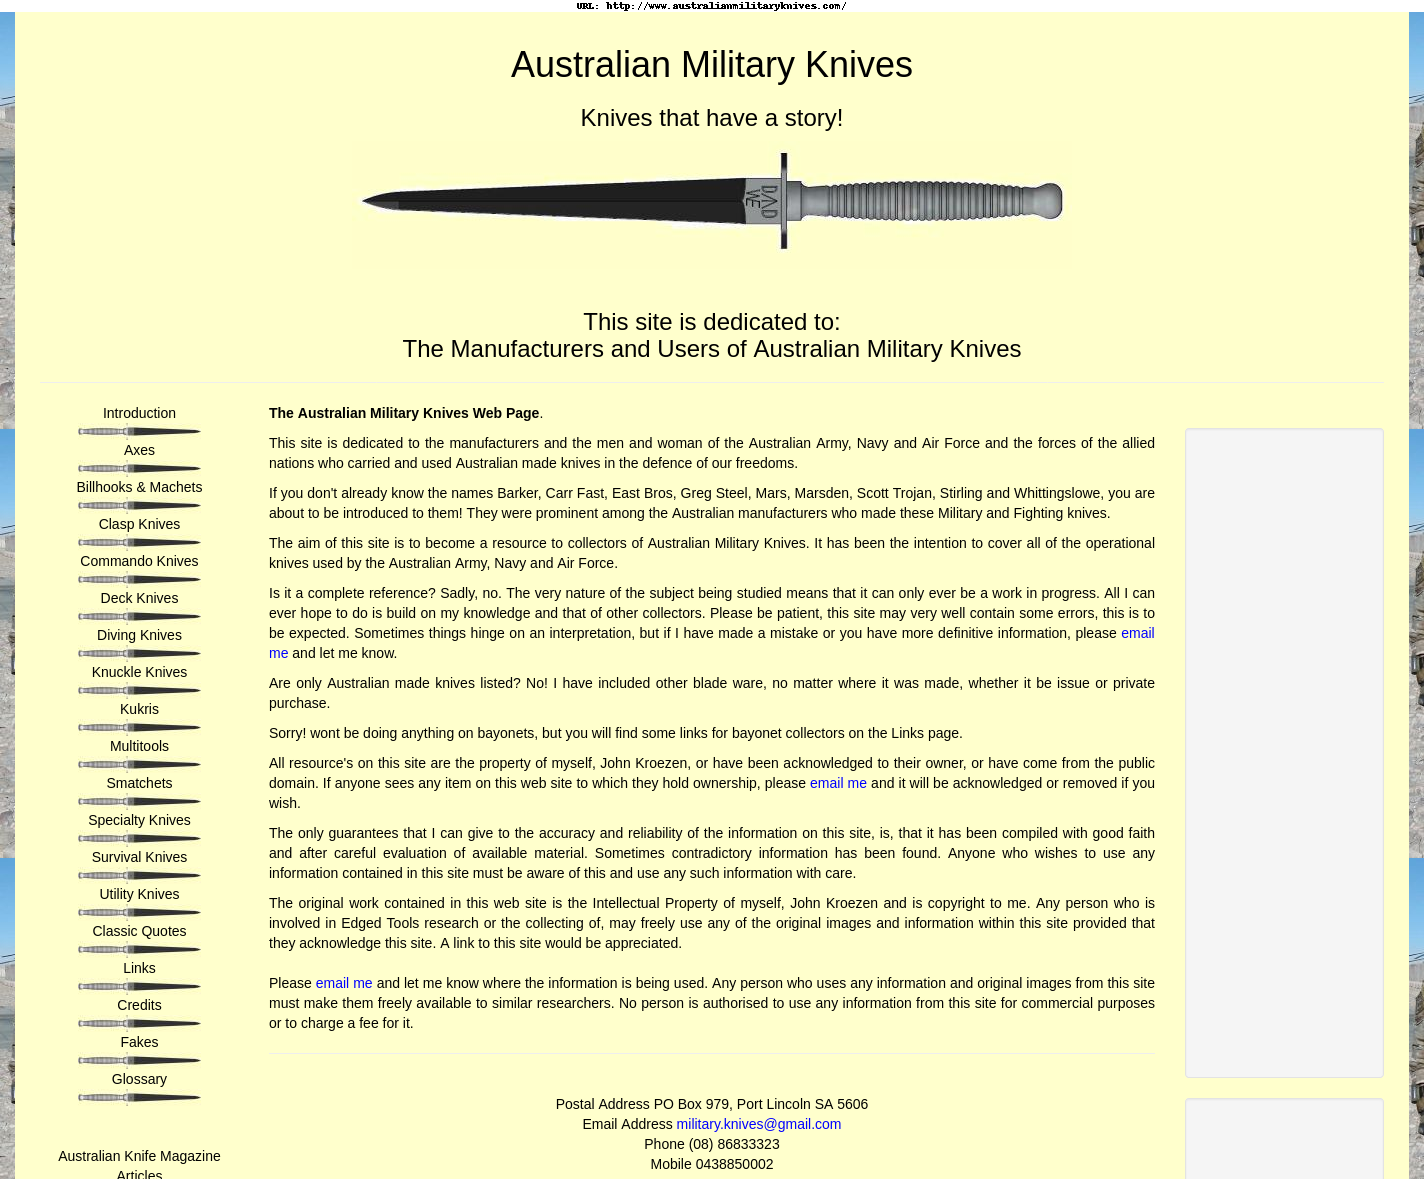 URL: http://www.australianmilitaryknives.com/
Australian Military Knives
Knives that have a story!
DAD
WE
This site is dedicated to:
The Manufacturers and Users of Australian Military Knives
Introduction
Axes
Billhooks & Machets
Clasp Knives
Commando Knives
Deck Knives
Diving Knives
Knuckle Knives
Kukris
Multitools
Smatchets
Specialty Knives
Survival Knives
Utility Knives
Classic Quotes
Links
Credits
Fakes
Glossary
Australian Knife Magazine
Articles
The Australian Military Knives Web Page.
This site is dedicated to the manufacturers and the men and woman of the Australian Army, Navy and Air Force and the forces of the allied
nations who carried and used Australian made knives in the defence of our freedoms.
If you don't already know the names Barker, Carr Fast, East Bros, Greg Steel, Mars, Marsden, Scott Trojan, Stirling and Whittingslowe, you are
about to be introduced to them! They were prominent among the Australian manufacturers who made these Military and Fighting knives.
The aim of this site is to become a resource to collectors of Australian Military Knives. It has been the intention to cover all of the operational
knives used by the Australian Army, Navy and Air Force.
Is it a complete reference? Sadly, no. The very nature of the subject being studied means that it can only ever be a work in progress. All I can
ever hope to do is build on my knowledge and that of other collectors. Please be patient, this site may very well contain some errors, this is to
be expected. Sometimes things hinge on an interpretation, but if I have made a mistake or you have more definitive information, please email
me and let me know.
Are only Australian made knives listed? No! I have included other blade ware, no matter where it was made, whether it be issue or private
purchase.
Sorry! wont be doing anything on bayonets, but you will find some links for bayonet collectors on the Links page.
All resource's on this site are the property of myself, John Kroezen, or have been acknowledged to their owner, or have come from the public
domain. If anyone sees any item on this web site to which they hold ownership, please email me and it will be acknowledged or removed if you
wish.
The only guarantees that I can give to the accuracy and reliability of the information on this site, is, that it has been compiled with good faith
and after careful evaluation of available material. Sometimes contradictory information has been found. Anyone who wishes to use any
information contained in this site must be aware of this and use any such information with care.
The original work contained in this web site is the Intellectual Property of myself, John Kroezen and is copyright to me. Any person who is
involved in Edged Tools research or the collecting of, may freely use any of the original images and information within this site provided that
they acknowledge this site. A link to this site would be appreciated.
Please email me and let me know where the information is being used. Any person who uses any information and original images from this site
must make them freely available to similar researchers. No person is authorised to use any information from this site for commercial purposes
or to charge a fee for it.
Postal Address PO Box 979, Port Lincoln SA 5606
Email Address military.knives@gmail.com
Phone (08) 86833323
Mobile 0438850002